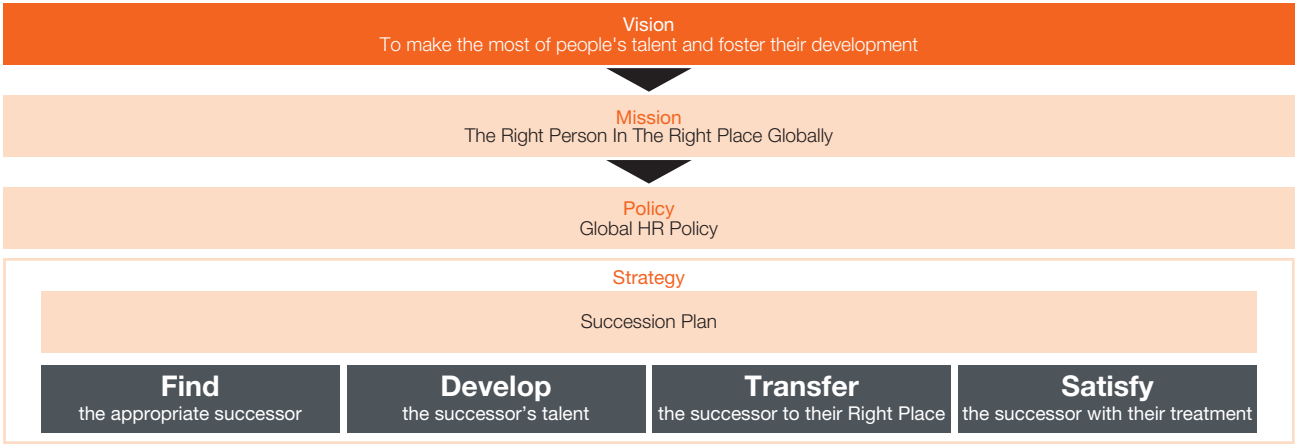 Vision
To make the most of people's talent and foster their development
Mission
The Right Person In The Right Place Globally
Policy
Global HR Policy
Strategy
Succession Plan
Find
the appropriate successor
Develop
the successor’s talent
Transfer
the successor to their Right Place
Satisfy
the successor with their treatment